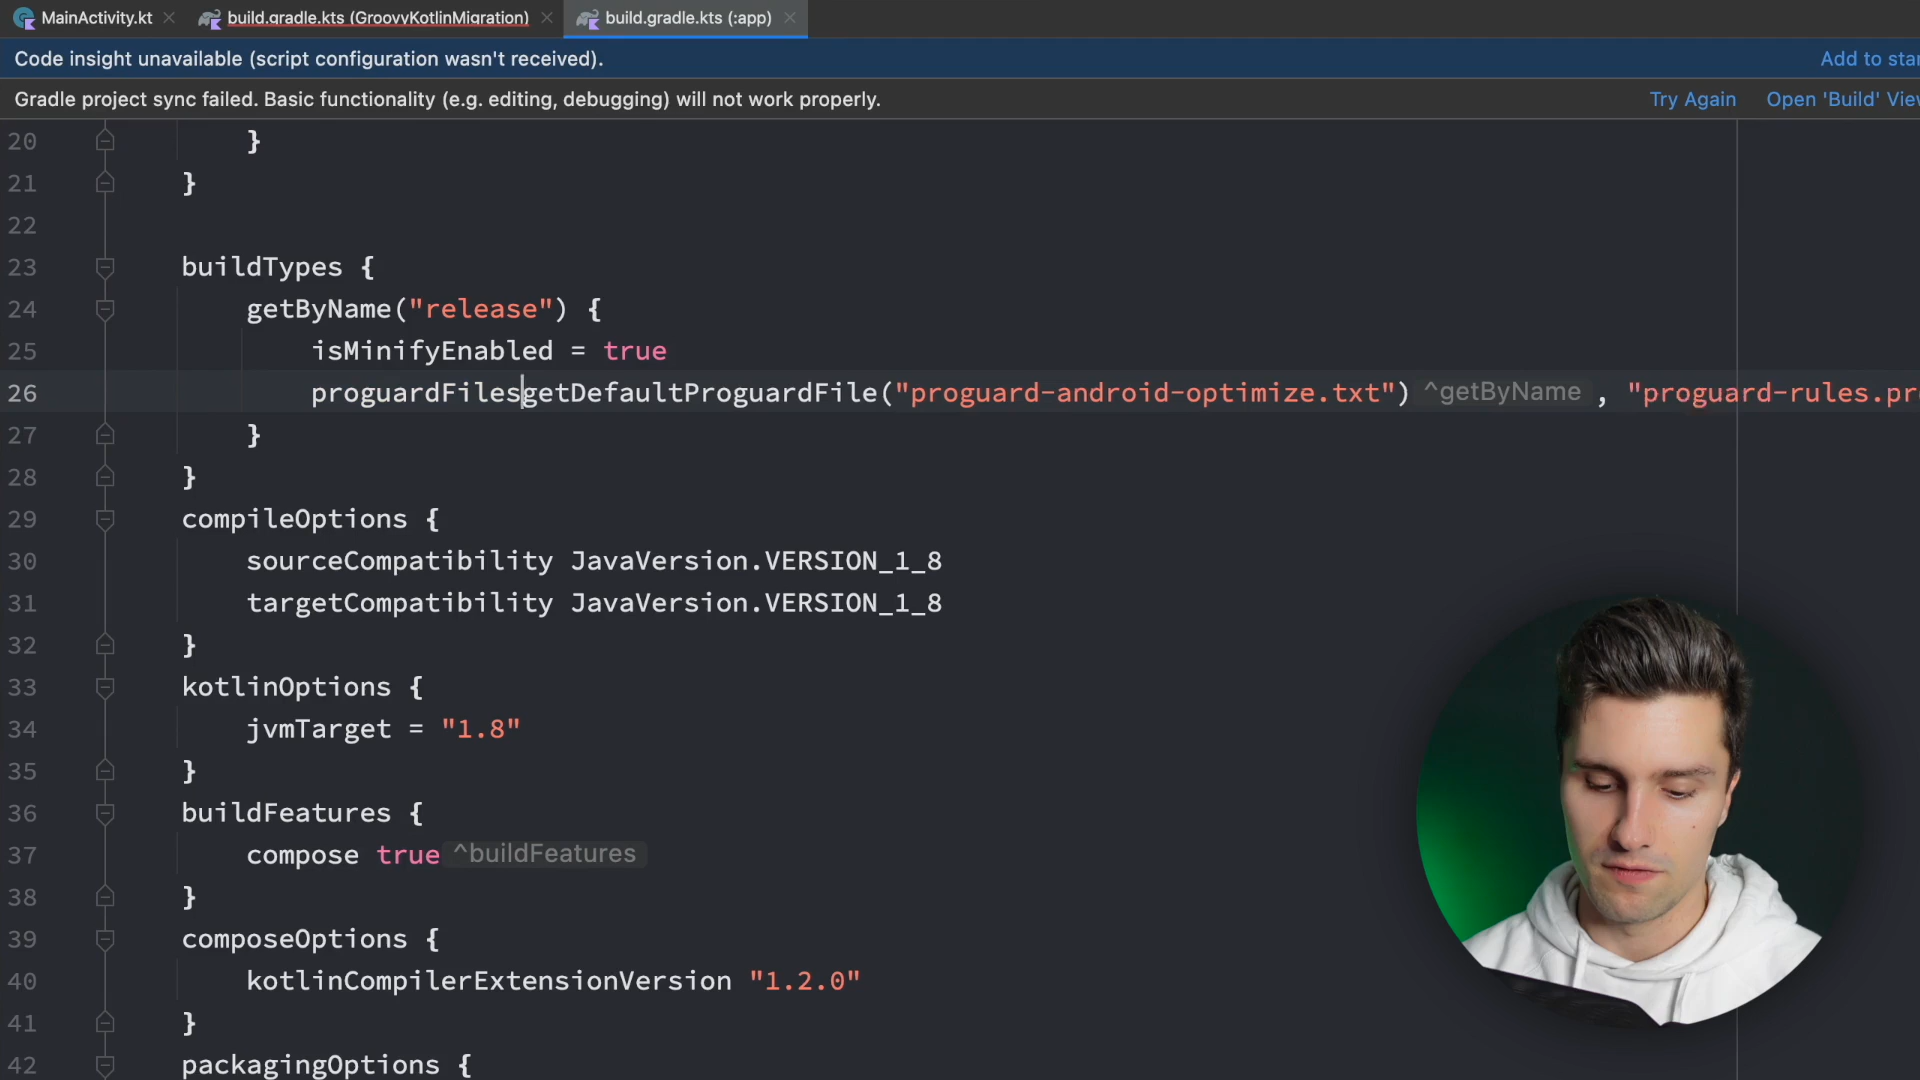 MainActivity.kt
build.gradle.kts (GroovyKotlinMigration)
build.gradle.kts (:app)
Code insight unavailable (script configuration wasn't received).
Add to
Gradle project sync failed. Basic functionality (e.g. editing, debugging) will not work properly.
Try Again
Open 'Build'
20 }
21 }
22
23 buildTypes {
24 getByName("release") {
25 isMinifyEnabled = true
26 proguardFilesgetDefaultProguardFile("proguard-android-optimize.txt") ^getByName , "proguard-rules.pr
27 }
28 }
29 compileOptions {
30 sourceCompatibility JavaVersion.VERSION_1_8
31 targetCompatibility JavaVersion.VERSION_1_8
32 }
33 kotlinOptions {
34 jvmTarget = "1.8"
35 }
36 buildFeatures {
37 compose true ^buildFeatures
38 }
39 composeOptions {
40 kotlinCompilerExtensionVersion "1.2.0"
41 }
42 packagingOptions {